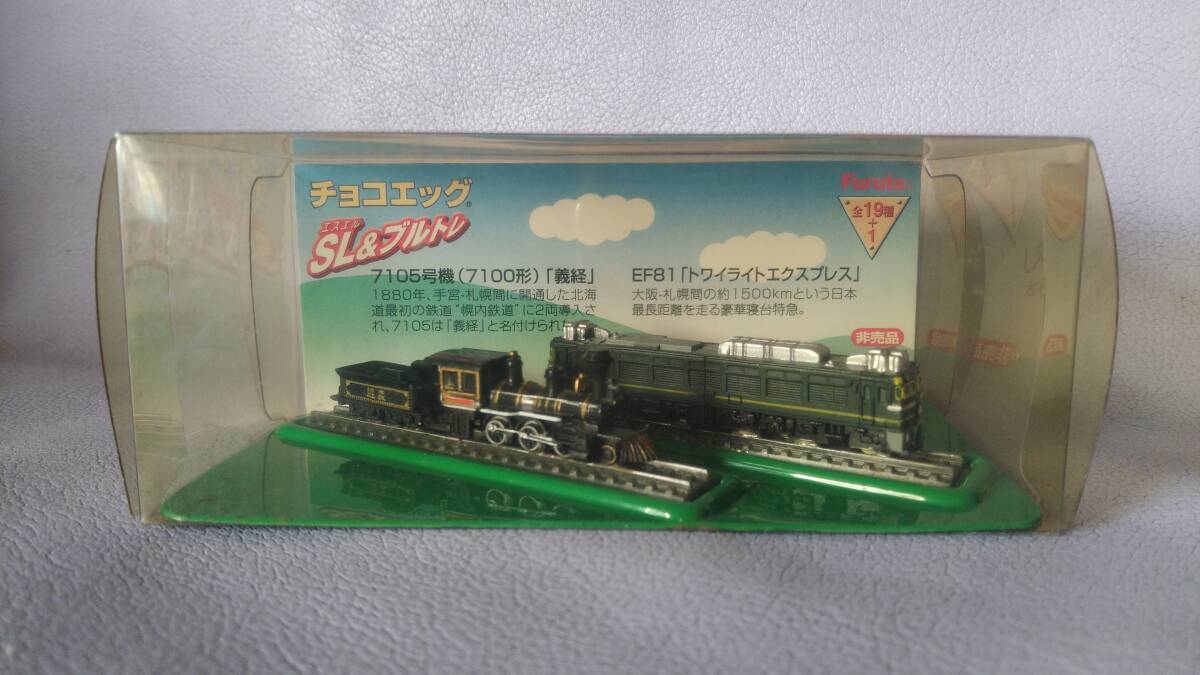 チョコエッグ®
エスエル
SL&ブルトレ
Furuta
全19種
+
1
7105号機(7100形)「義経」
1880年、手宮-札幌間に開通した北海
道最初の鉄道“幌内鉄道”に2両導入さ
れ、7105は「義経」と名付けられた
EF81「トワイライトエクスプレス」
大阪-札幌間の約1500kmという日本
最長距離を走る豪華寝台特急。
非売品